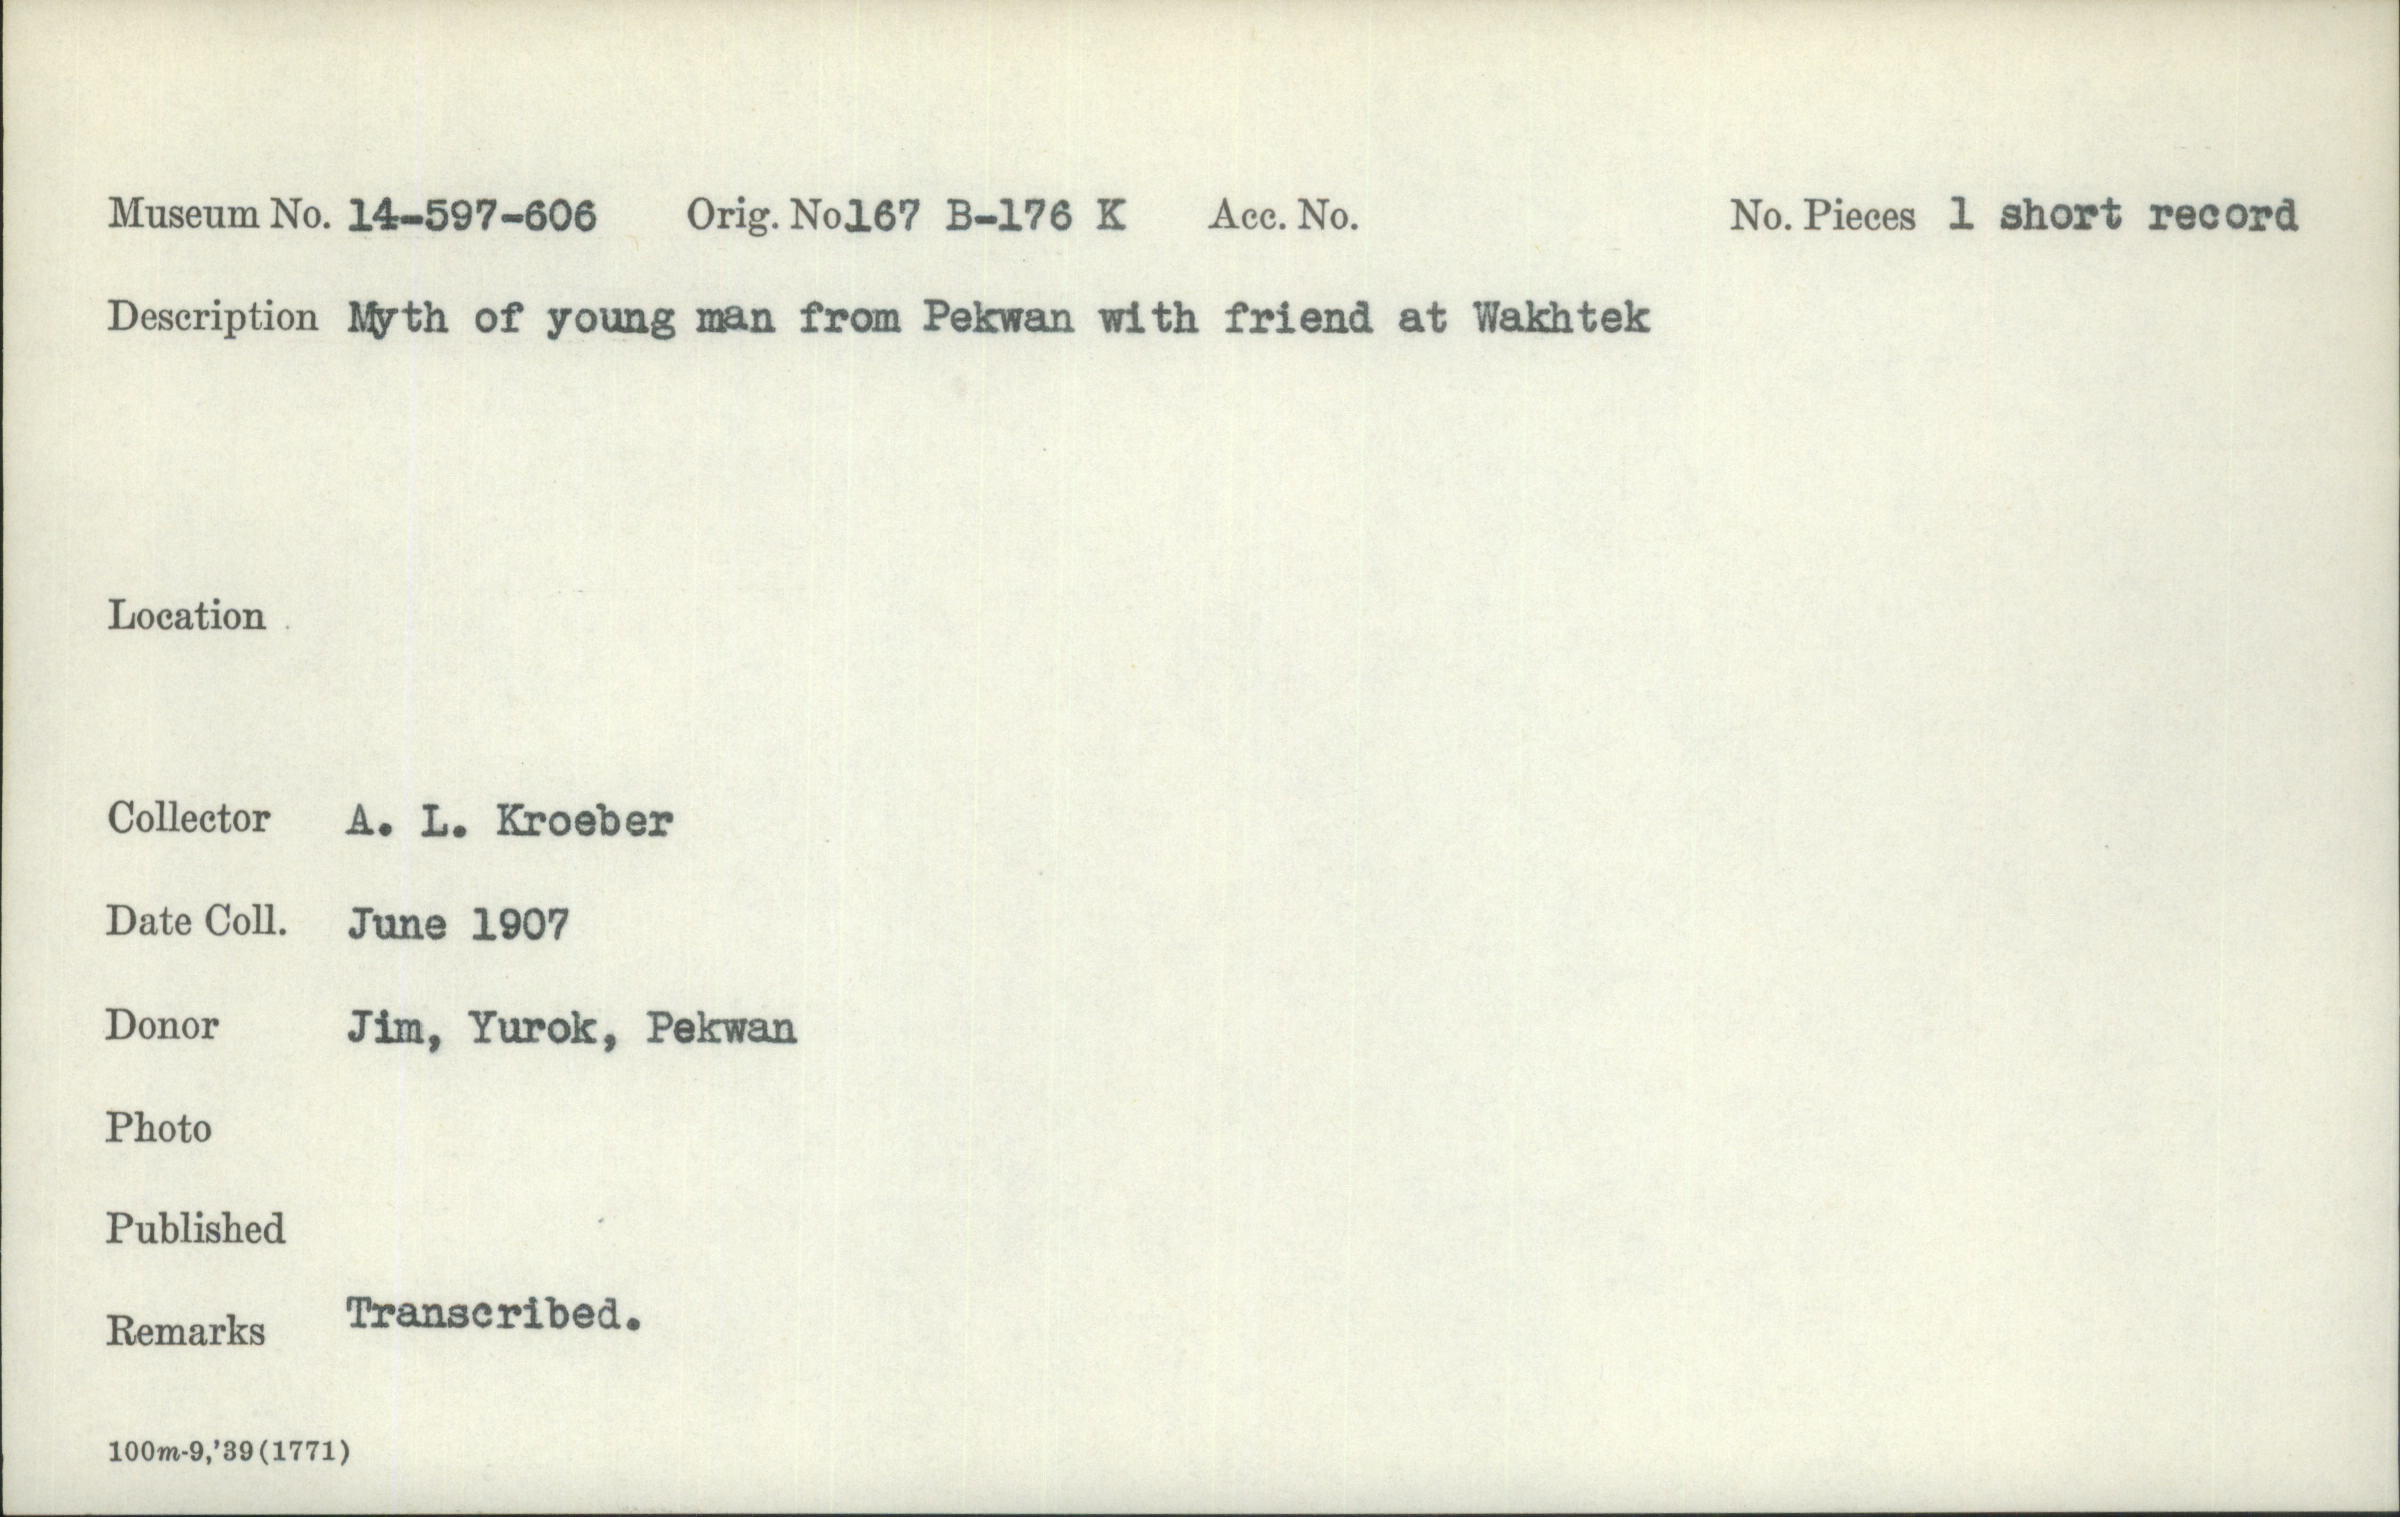 Museum No. 14-597-606 Orig. No.167 B-176 K Acc. No. No. Pieces 1 short record
Description Myth of young man from Pekwan with friend at Wakhtek
Location
Collector A. L. Kroeber
Date Coll. June 1907
Donor Jim, Yurok, Pekwan
Photo
Published
Remarks Transcribed.
100m-9,'39(1771)